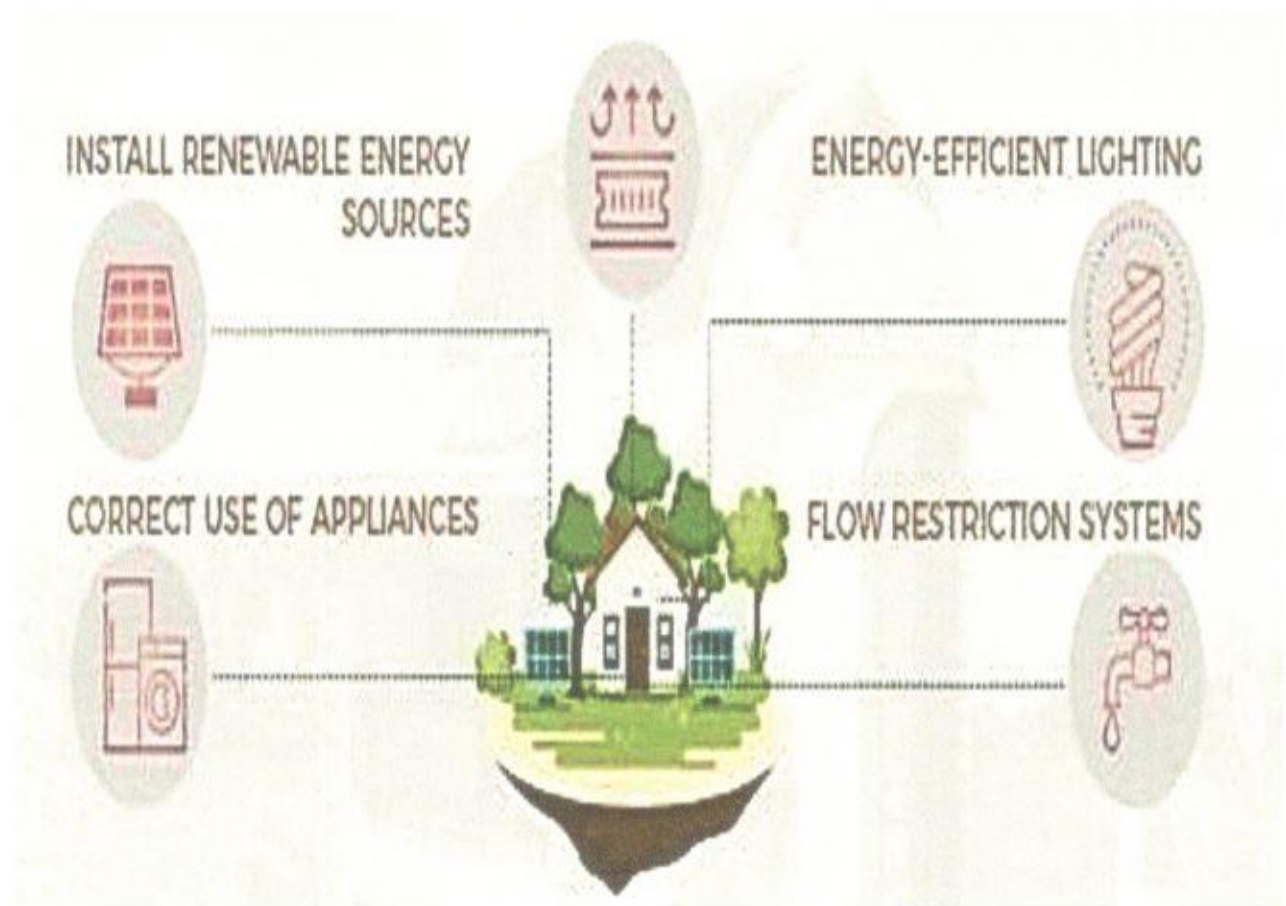 INSTALL RENEWABLE ENERGY
SOURCES
ENERGY-EFFICIENT LIGHTING
CORRECT USE OF APPLIANCES
FLOW RESTRICTION SYSTEMS